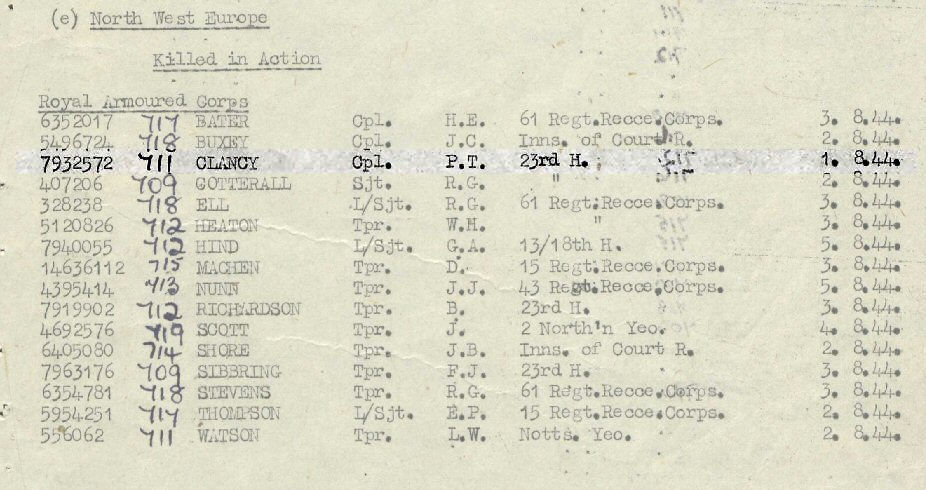 (e) North West Europe
Killed in Action
Royal Armoured Corps
6352017 717 BATER Cpl. H.E. 61 Regt.Recce.Corps. 3. 8.44.
5496724 718 BUXEY Cpl. J.C. Inns. of Court R. 2. 8.44.
7932572 711 CLANCY Cpl. P.T. 23rd H. 1. 8.44.
407206 709 COTTERALL Sjt. R.G. " 2. 8.44.
328238 718 ELL L/Sjt. R.G. 61 Regt.Recce.Corps. 3. 8.44.
5120826 712 HEATON Tpr. W.H. " 3. 8.44.
7940055 712 HIND L/Sjt. G.A. 13/18th H. 5. 8.44.
14636112 715 MACHEN Tpr. D. 15 Regt.Recce.Corps. 3. 8.44.
4395414 713 NUNN Tpr. J.J. 43 Regt.Recce.Corps. 5. 8.44.
7919902 712 RICHARDSON Tpr. B. 23rd H. 3. 8.44.
4692576 719 SCOTT Tpr. J. 2 North'n Yeo. 4. 8.44.
6405080 714 SHORE Tpr. J.B. Inns. of Court R. 2. 8.44.
7963176 709 SIBBRING Tpr. F.J. 23rd H. 3. 8.44.
6354781 718 STEVENS Tpr. R.G. 61 Regt.Recce.Corps. 3. 8.44.
5954251 717 THOMPSON L/Sjt. E.P. 15 Regt.Recce.Corps. 2. 8.44.
556062 711 WATSON Tpr. L.W. Notts. Yeo. 2. 8.44.